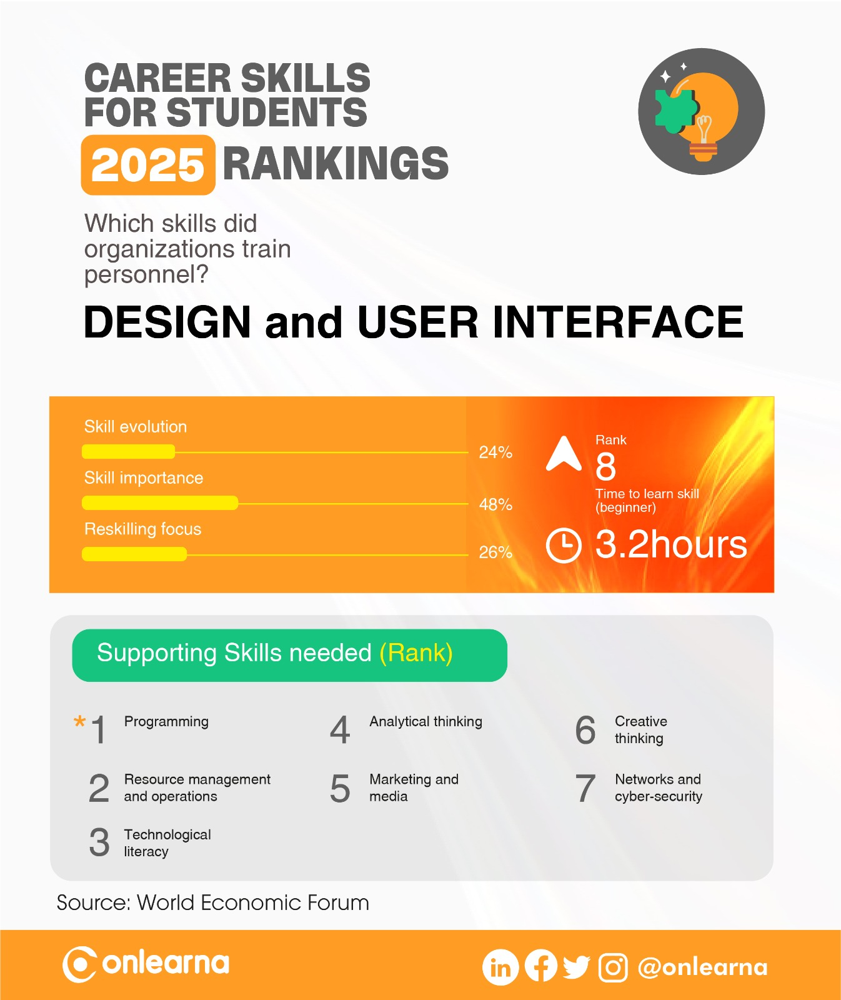 CAREER SKILLS
FOR STUDENTS
2025 RANKINGS
Which skills did
organizations train
personnel?
DESIGN and USER INTERFACE
Skill evolution
24%
Skill importance
48%
Reskilling focus
26%
Rank
8
Time to learn skill
(beginner)
3.2hours
Supporting Skills needed (Rank)
*1 Programming
2 Resource management
and operations
3 Technological
literacy
4 Analytical thinking
5 Marketing and
media
6 Creative
thinking
7 Networks and
cyber-security
Source: World Economic Forum
onlearna
in @onlearna